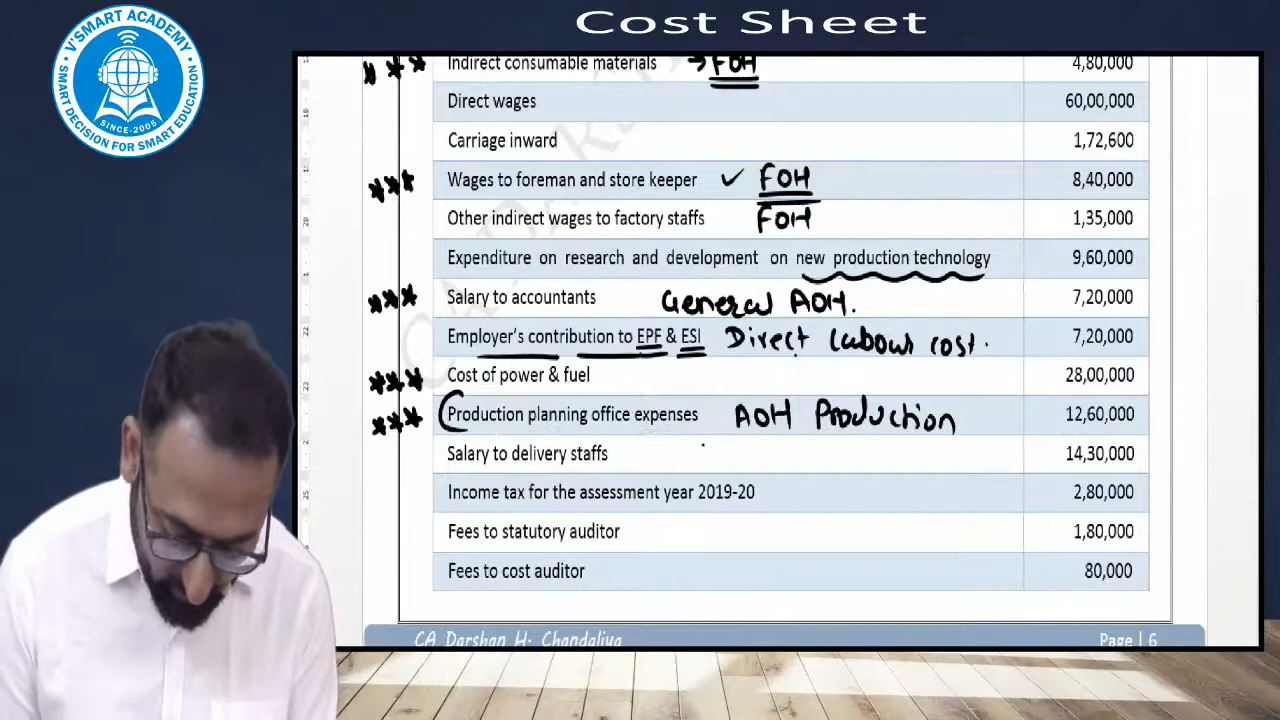 Cost Sheet
V'SMART ACADEMY
SMART DECISION FOR SMART EDUCATION
SINCE-2005
Indirect consumable materials → FOH 4,80,000
Direct wages 60,00,000
Carriage inward 1,72,600
Wages to foreman and store keeper ✓ FOH 8,40,000
Other indirect wages to factory staffs FOH 1,35,000
Expenditure on research and development on new production technology 9,60,000
Salary to accountants General AOH. 7,20,000
Employer's contribution to EPF & ESI Direct labour cost. 7,20,000
Cost of power & fuel 28,00,000
Production planning office expenses AOH Production 12,60,000
Salary to delivery staffs 14,30,000
Income tax for the assessment year 2019-20 2,80,000
Fees to statutory auditor 1,80,000
Fees to cost auditor 80,000
CA Darshan H. Chandaliya Page | 6